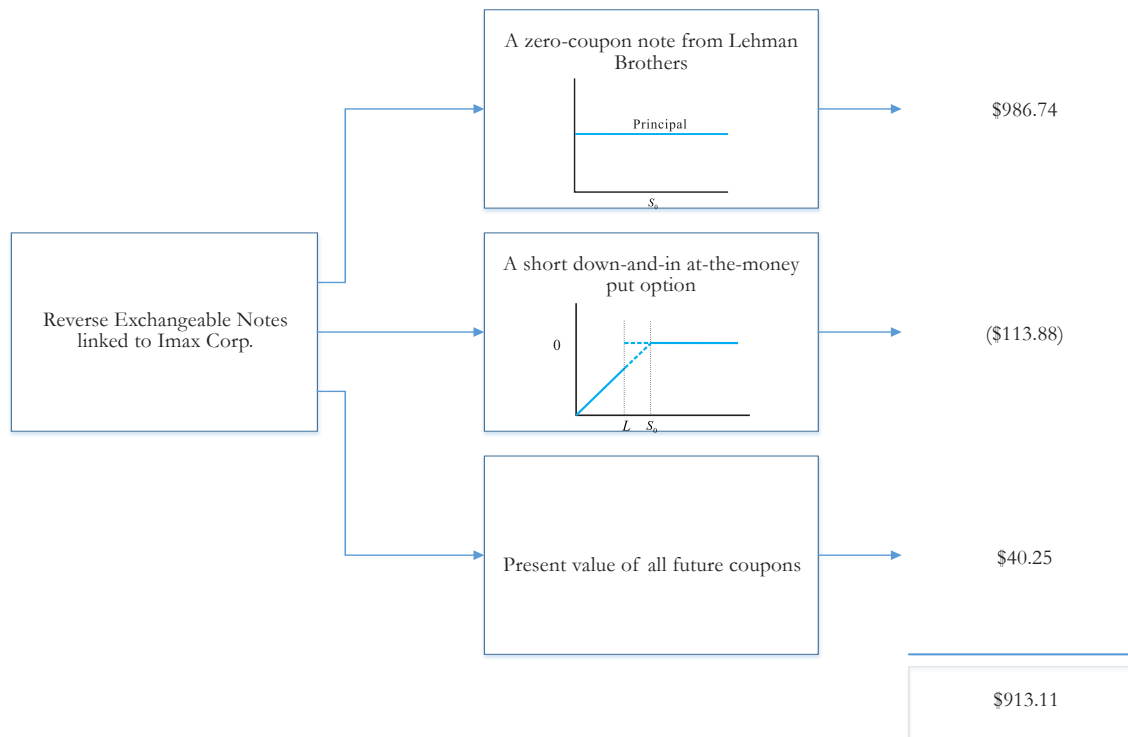 A zero-coupon note from Lehman
Brothers
Principal
S₀
$986.74
Reverse Exchangeable Notes
linked to Imax Corp.
A short down-and-in at-the-money
put option
0
L S₀
($113.88)
Present value of all future coupons
$40.25
$913.11